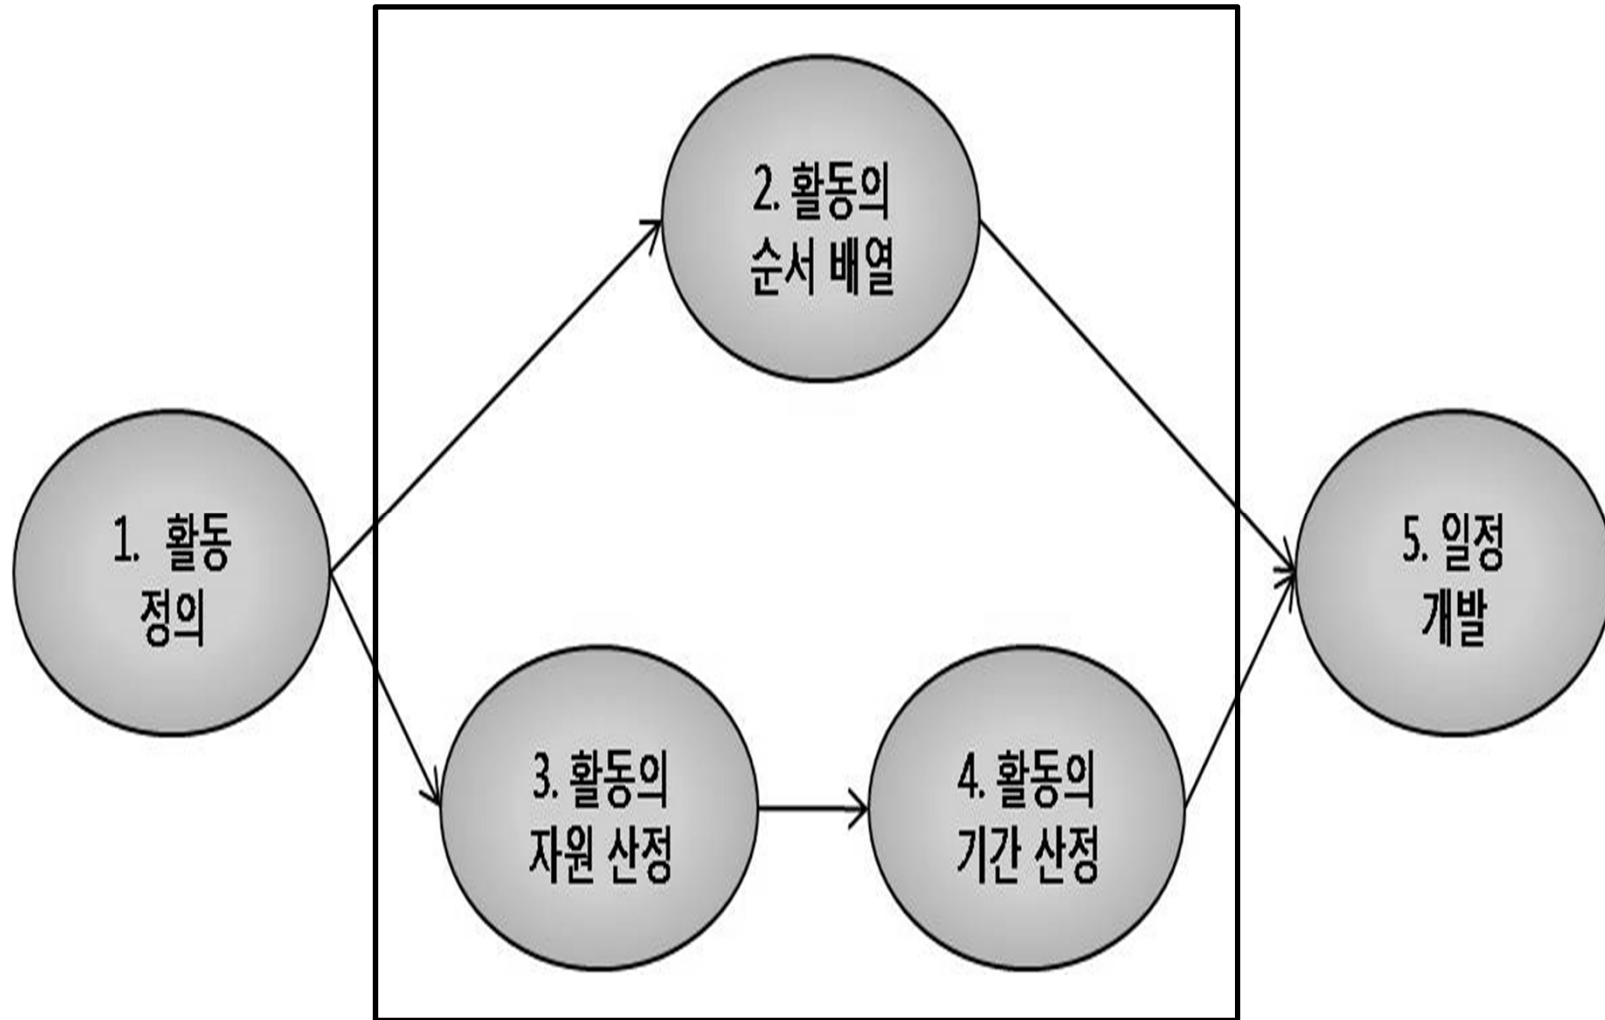 1. 활동
정의
2. 활동의
순서 배열
3. 활동의
자원 산정
4. 활동의
기간 산정
5. 일정
개발